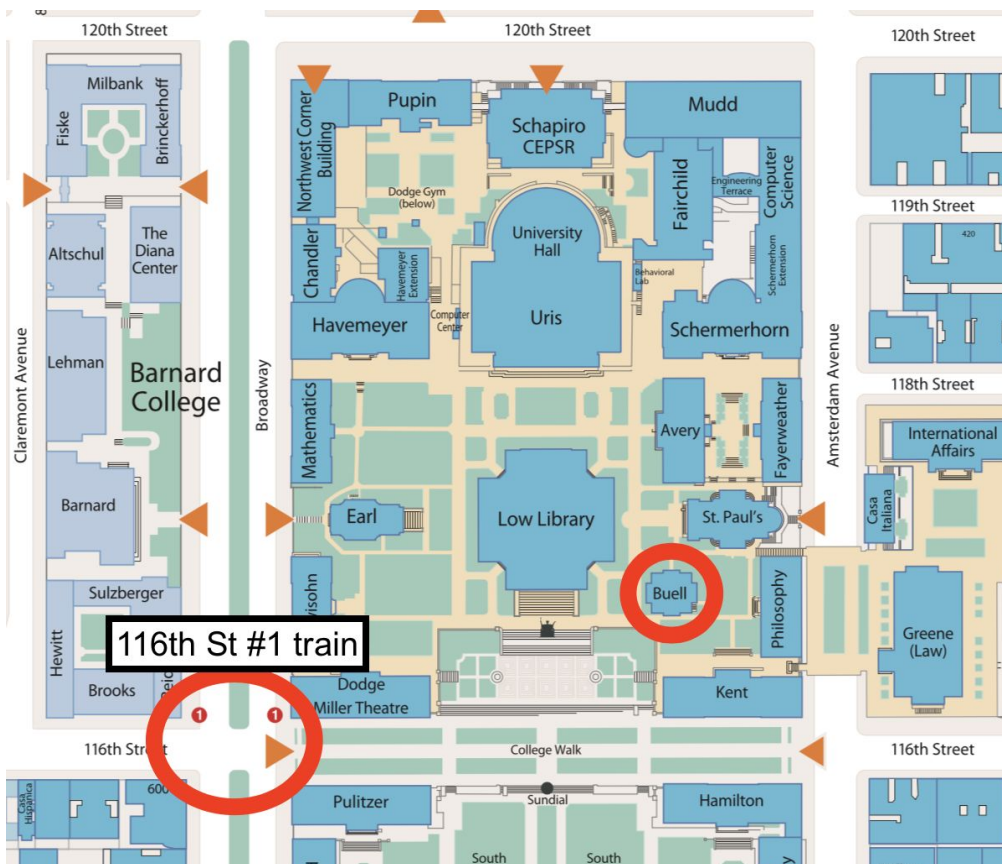 120th Street
120th Street
120th Street
Milbank
Fiske
Brinckerhoff
Northwest Corner
Building
Pupin
Schapiro
CEPSR
Mudd
Dodge Gym
(below)
Fairchild
Engineering
Terrace
Computer
Science
119th Street
Altschul
The
Diana
Center
Chandler
Havemeyer
Extension
University
Hall
Behavioral
Lab
Schermerhorn
Extension
420
Havemeyer
Computer
Center
Uris
Schermerhorn
Claremont Avenue
Lehman
Barnard
College
Broadway
Mathematics
Avery
Fayerweather
Amsterdam Avenue
118th Street
International
Affairs
Barnard
Earl
Low Library
St. Paul's
Casa
Italiana
Sulzberger
Hewitt
Brooks
wisohn
Buell
Philosophy
Greene
(Law)
116th St #1 train
Reid
Dodge
Miller Theatre
Kent
1
1
116th Street
College Walk
116th Street
Casa
Hispanica
600
Pulitzer
Sundial
Hamilton
South
South